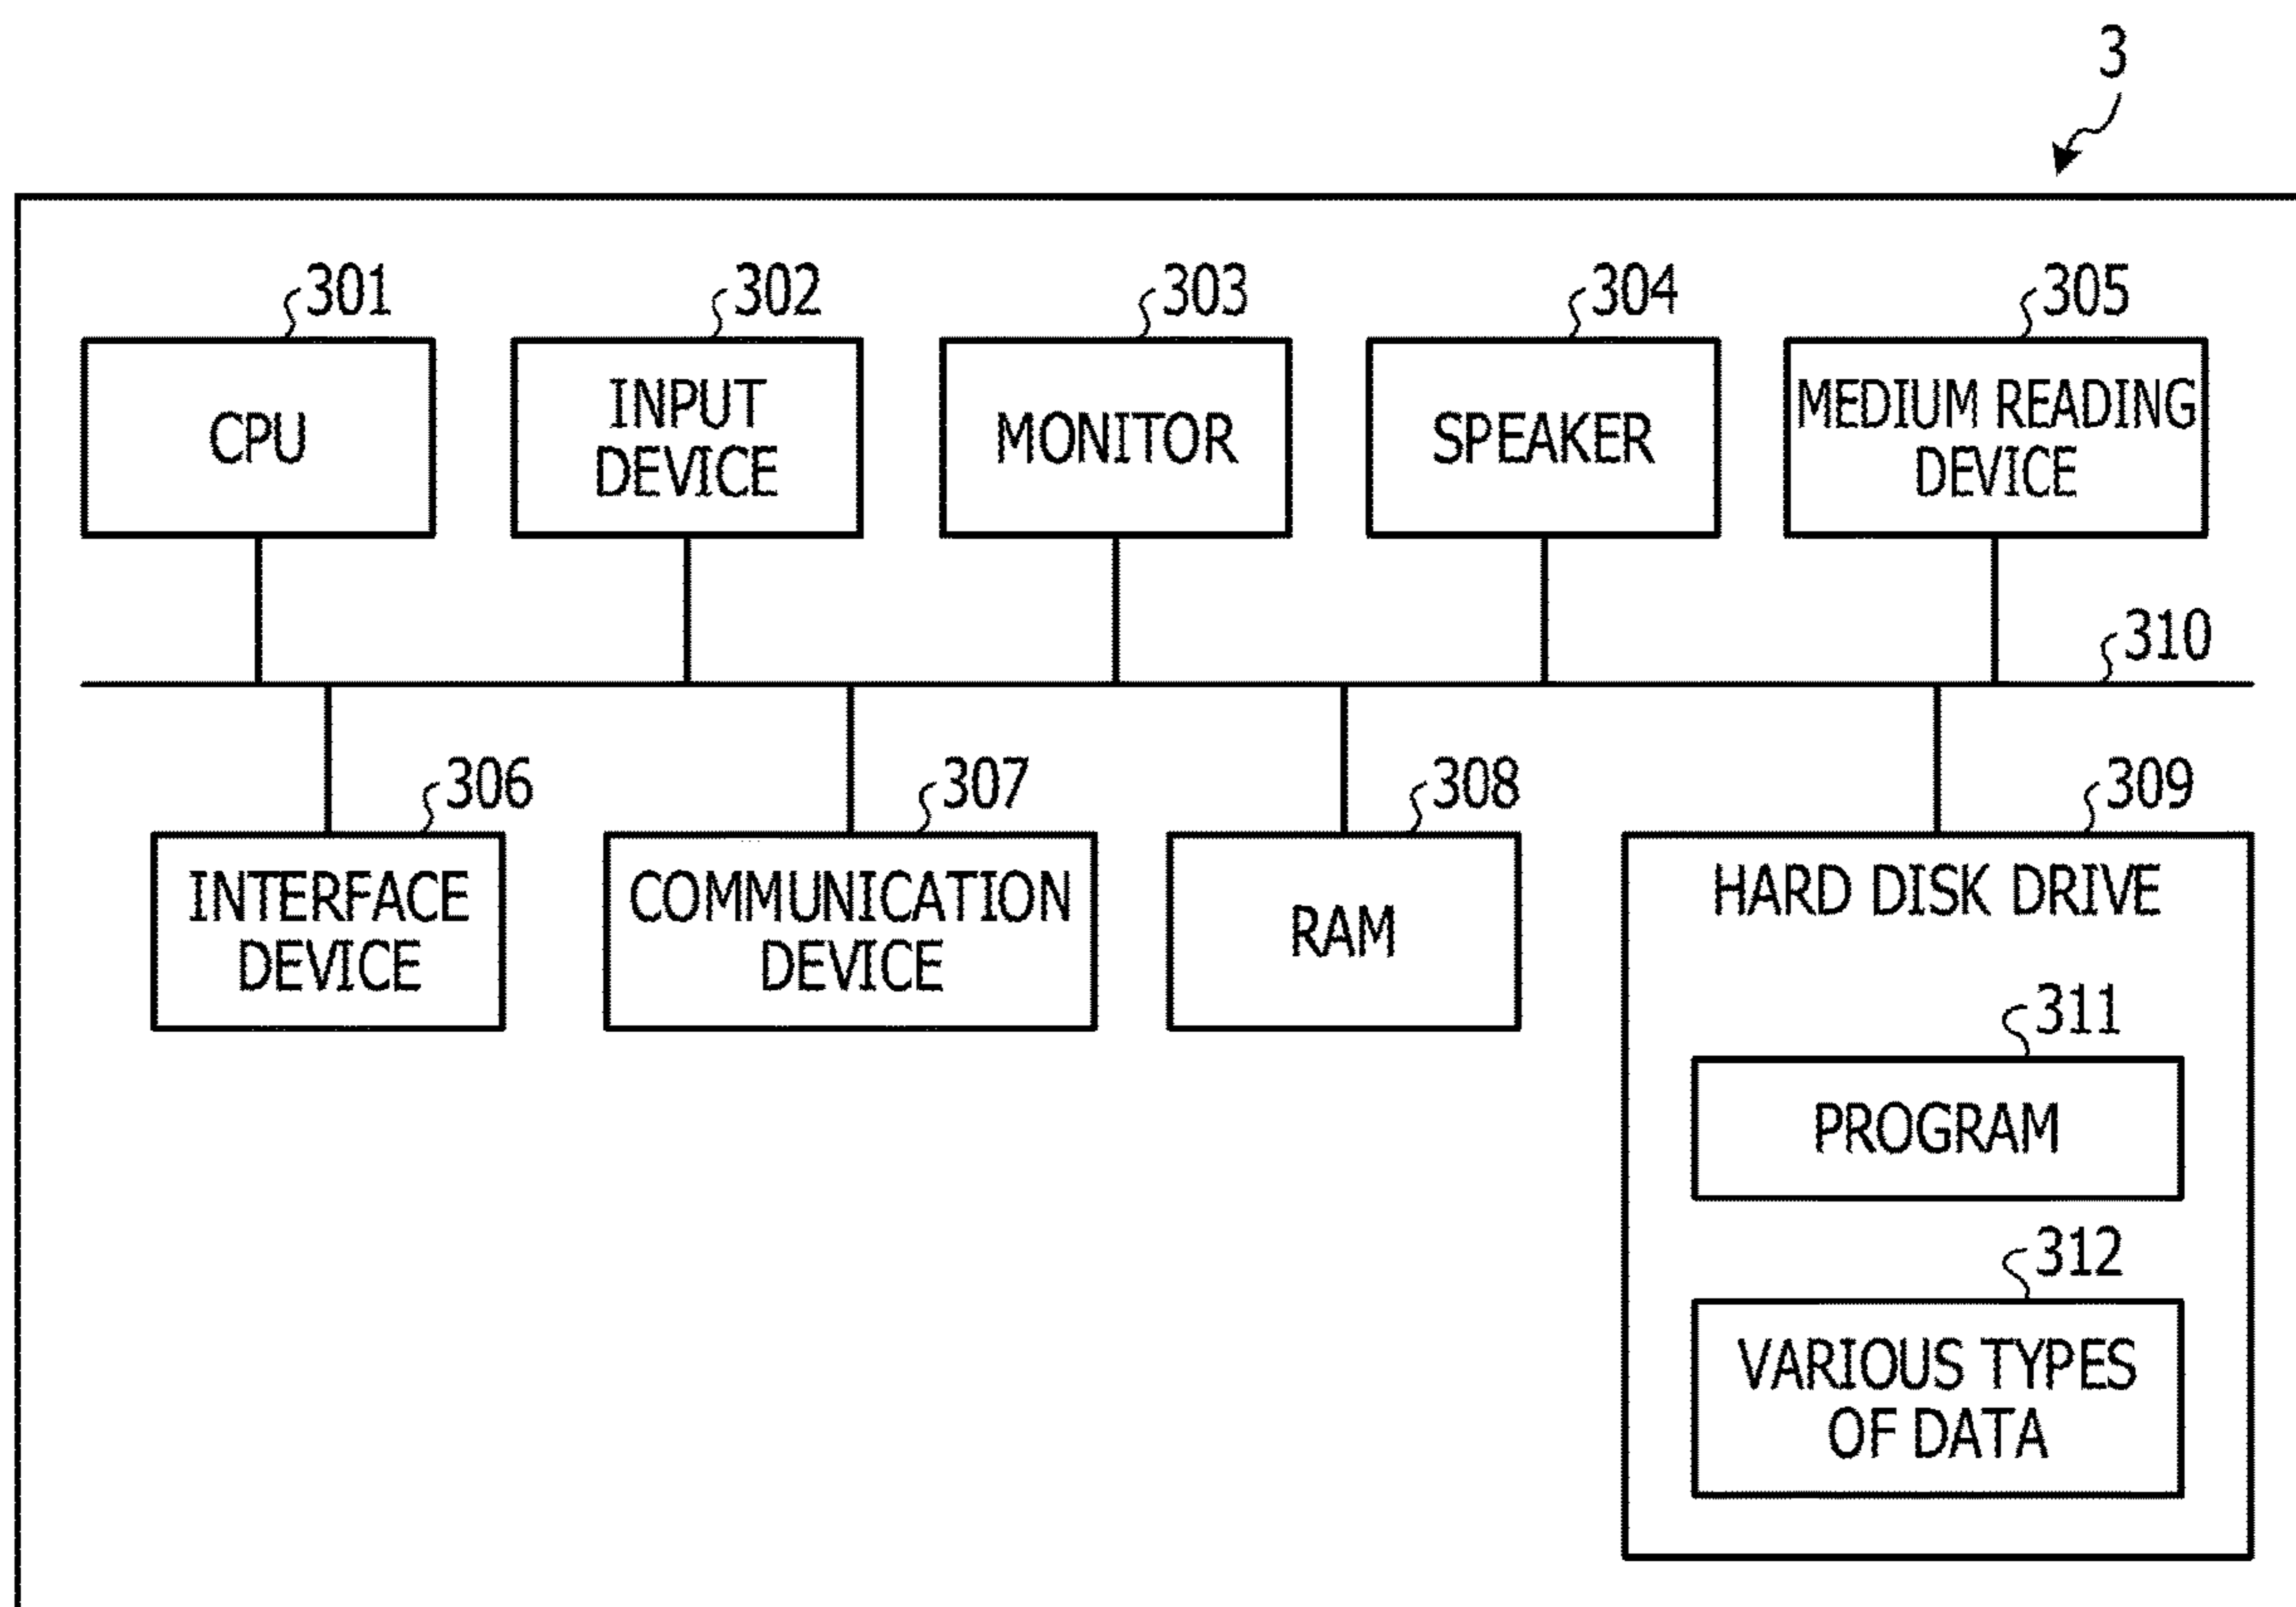 3
301
302
303
304
305
CPU
INPUT
DEVICE
MONITOR
SPEAKER
MEDIUM READING
DEVICE
310
306
307
308
309
INTERFACE
DEVICE
COMMUNICATION
DEVICE
RAM
HARD DISK DRIVE
311
PROGRAM
312
VARIOUS TYPES
OF DATA